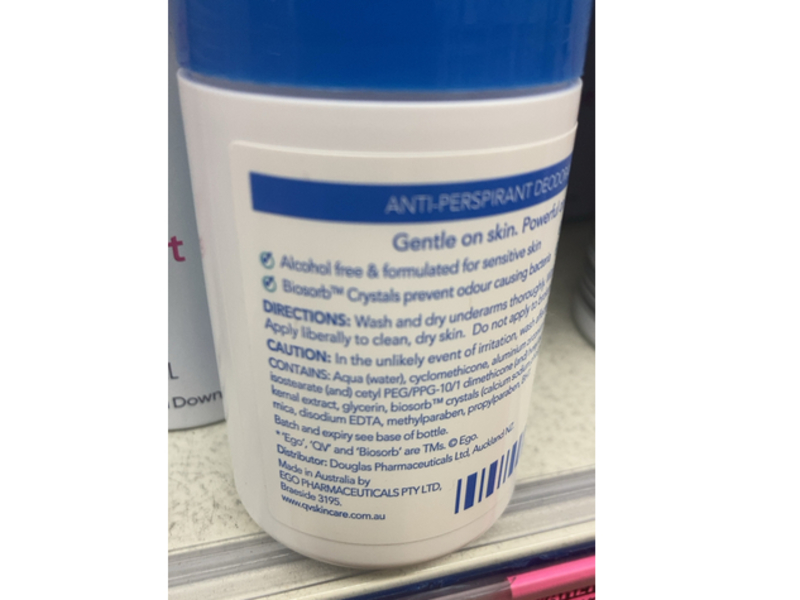 ANTI-PERSPIRANT DEODOR
Gentle on skin. Powerful
Alcohol free & formulated for sensitive skin
Biosorb™ Crystals prevent odour causing bacteria
DIRECTIONS: Wash and dry underarms thoroughly.
Apply liberally to clean, dry skin. Do not apply to
CAUTION: In the unlikely event of irritation, wash
CONTAINS: Aqua (water), cyclomethicone, aluminium
isostearate (and) cetyl PEG/PPG-10/1 dimethicone (and)
kernal extract, glycerin, biosorb™ crystals (calcium sodium
mica, disodium EDTA, methylparaben, propylparaben,
Batch and expiry see base of bottle.
* 'Ego', 'QV' and 'Biosorb' are TMs. © Ego.
Distributor: Douglas Pharmaceuticals Ltd, Auckland NZ.
Made in Australia by
EGO PHARMACEUTICALS PTY LTD,
Braeside 3195.
www.qvskincare.com.au
t
L
Down